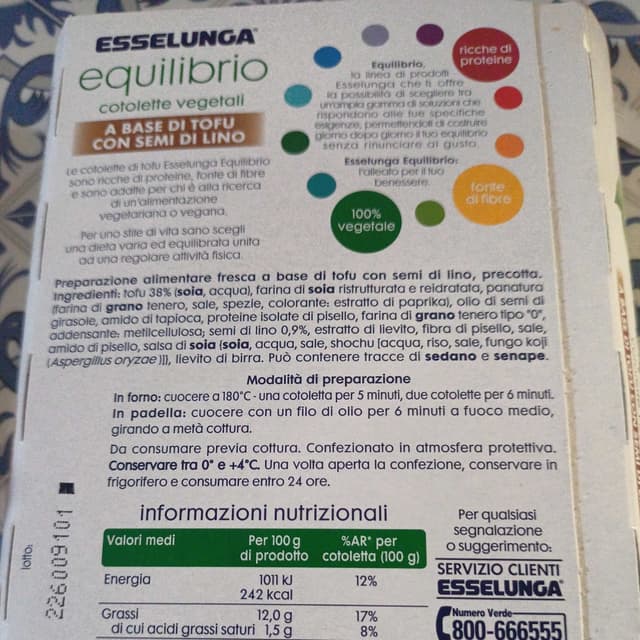 ESSELUNGA
equilibrio
cotolette vegetali
A BASE DI TOFU
CON SEMI DI LINO
Le cotolette di tofu Esselunga Equilibrio
sono ricche di proteine, fonte di fibre
e sono adatte per chi è alla ricerca
di un'alimentazione
vegetariana o vegana.
Per uno stile di vita sano scegli
una dieta varia ed equilibrata unita
ad una regolare attività fisica.
ricche di
proteine
Equilibrio,
la linea di prodotti
Esselunga che ti offre
la possibilità di scegliere tra
un'ampia gamma di soluzioni che
rispondono alle tue specifiche
esigenze, permettendoti di costruire
giorno dopo giorno il tuo equilibrio
senza rinunciare al gusto.
Esselunga Equilibrio:
l'alleato per il tuo
benessere.
fonte
di fibre
100%
vegetale
Preparazione alimentare fresca a base di tofu con semi di lino, precotta.
Ingredienti: tofu 38% (soia, acqua), farina di soia ristrutturata e reidratata, panatura
(farina di grano tenero, sale, spezie, colorante: estratto di paprika), olio di semi di
girasole, amido di tapioca, proteine isolate di pisello, farina di grano tenero tipo "0",
addensante: metilcellulosa; semi di lino 0,9%, estratto di lievito, fibra di pisello, sale,
amido di pisello, salsa di soia (soia, acqua, sale, shochu [acqua, riso, sale, fungo koji
(Aspergillus oryzae)]), lievito di birra. Può contenere tracce di sedano e senape.
Modalità di preparazione
In forno: cuocere a 180°C - una cotoletta per 5 minuti, due cotolette per 6 minuti.
In padella: cuocere con un filo di olio per 6 minuti a fuoco medio,
girando a metà cottura.
Da consumare previa cottura. Confezionato in atmosfera protettiva.
Conservare tra 0° e +4°C. Una volta aperta la confezione, conservare in
frigorifero e consumare entro 24 ore.
informazioni nutrizionali
Valori medi Per 100 g %AR* per
di prodotto cotoletta (100 g)
Energia 1011 kJ 12%
242 kcal
Grassi 12,0 g 17%
di cui acidi grassi saturi 1,5 g 8%
Per qualsiasi
segnalazione
o suggerimento:
SERVIZIO CLIENTI
ESSELUNGA
Numero Verde
800-666555
lotto:
226009101